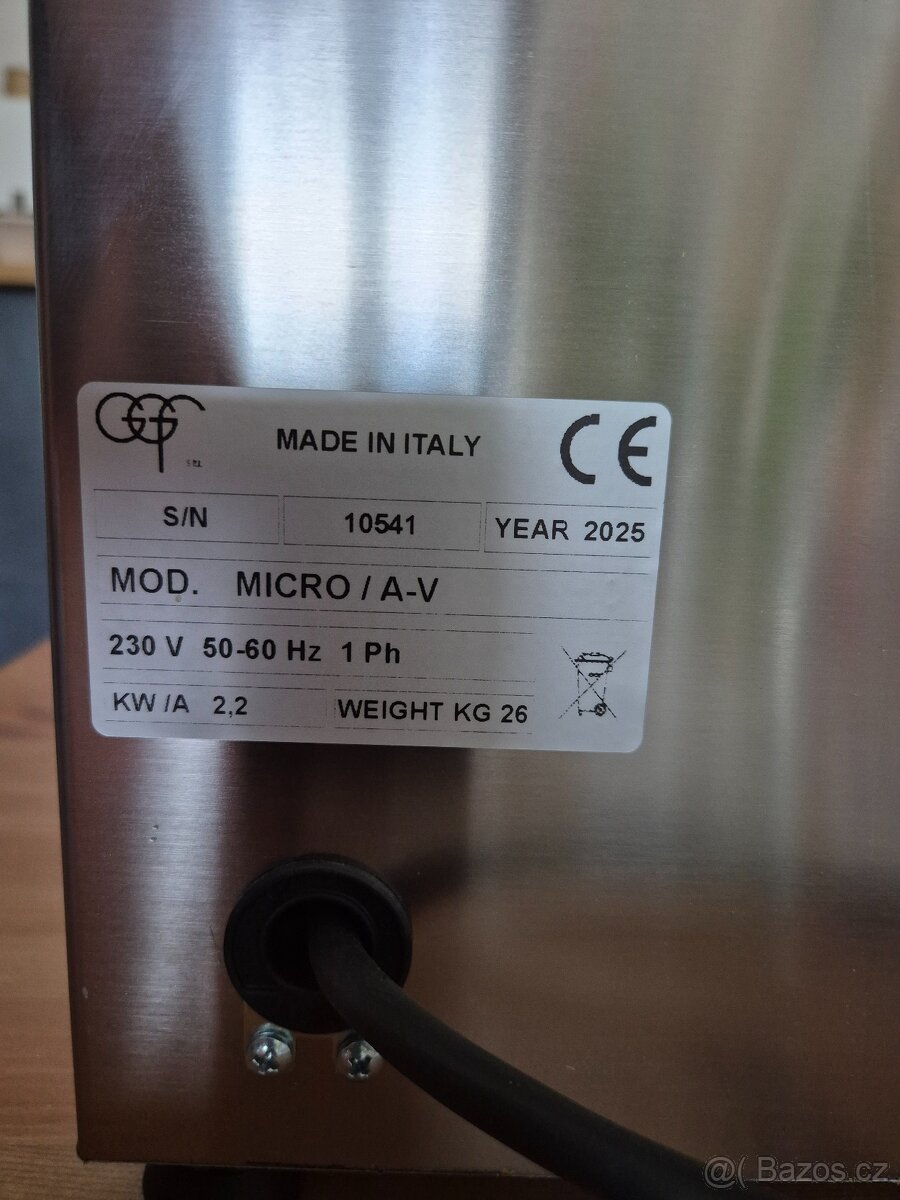 GGF
MADE IN ITALY
CE
S/N 10541 YEAR 2025
MOD. MICRO / A-V
230 V 50-60 Hz 1 Ph
KW /A 2,2 WEIGHT KG 26
@( Bazos.cz